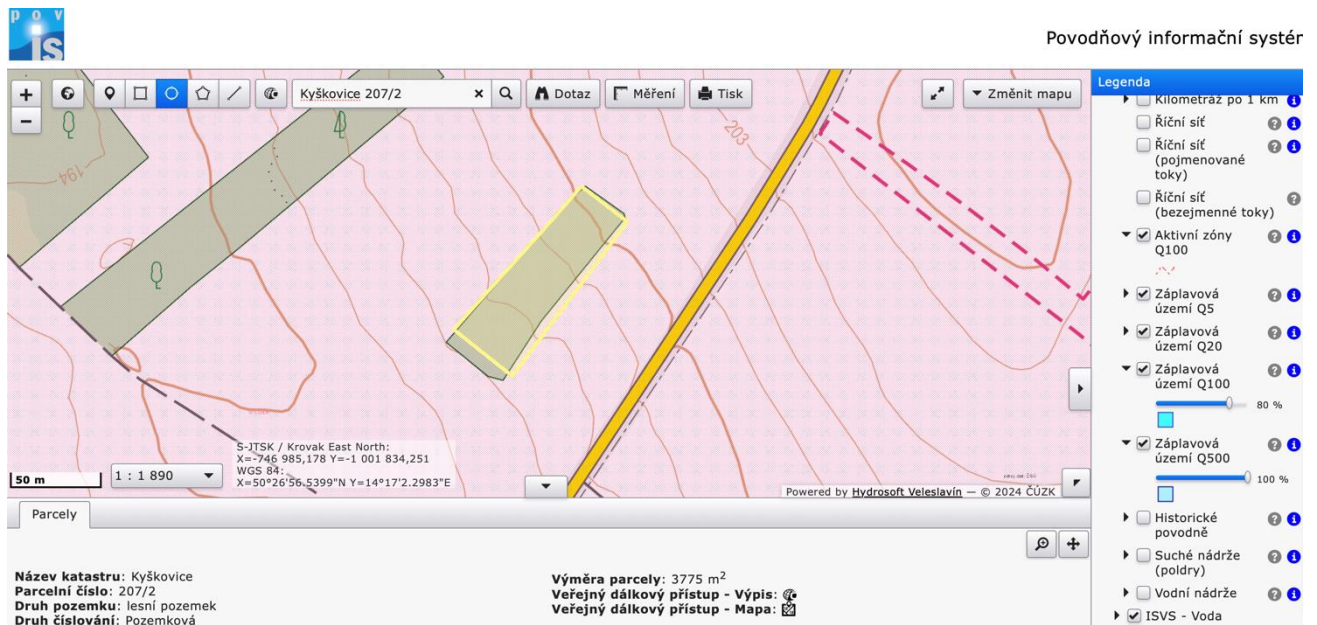 pov
is
Povodňový informační systém
+
−
Kyškovice 207/2
×
Dotaz
Měření
Tisk
Změnit mapu
Legenda
Kilometráž po 1 km
Říční síť
Říční síť
(pojmenované
toky)
Říční síť
(bezejmenné toky)
Aktivní zóny
Q100
Záplavová
území Q5
Záplavová
území Q20
Záplavová
území Q100
80 %
Záplavová
území Q500
100 %
Historické
povodně
Suché nádrže
(poldry)
Vodní nádrže
ISVS - Voda
194
203
S-JTSK / Krovak East North:
X=-746 985,178 Y=-1 001 834,251
WGS 84:
X=50°26'56.5399"N Y=14°17'2.2983"E
50 m
1 : 1 890
Powered by Hydrosoft Veleslavín — © 2024 ČÚZK
Parcely
Název katastru: Kyškovice
Parcelní číslo: 207/2
Druh pozemku: lesní pozemek
Druh číslování: Pozemková
Výměra parcely: 3775 m²
Veřejný dálkový přístup - Výpis:
Veřejný dálkový přístup - Mapa: